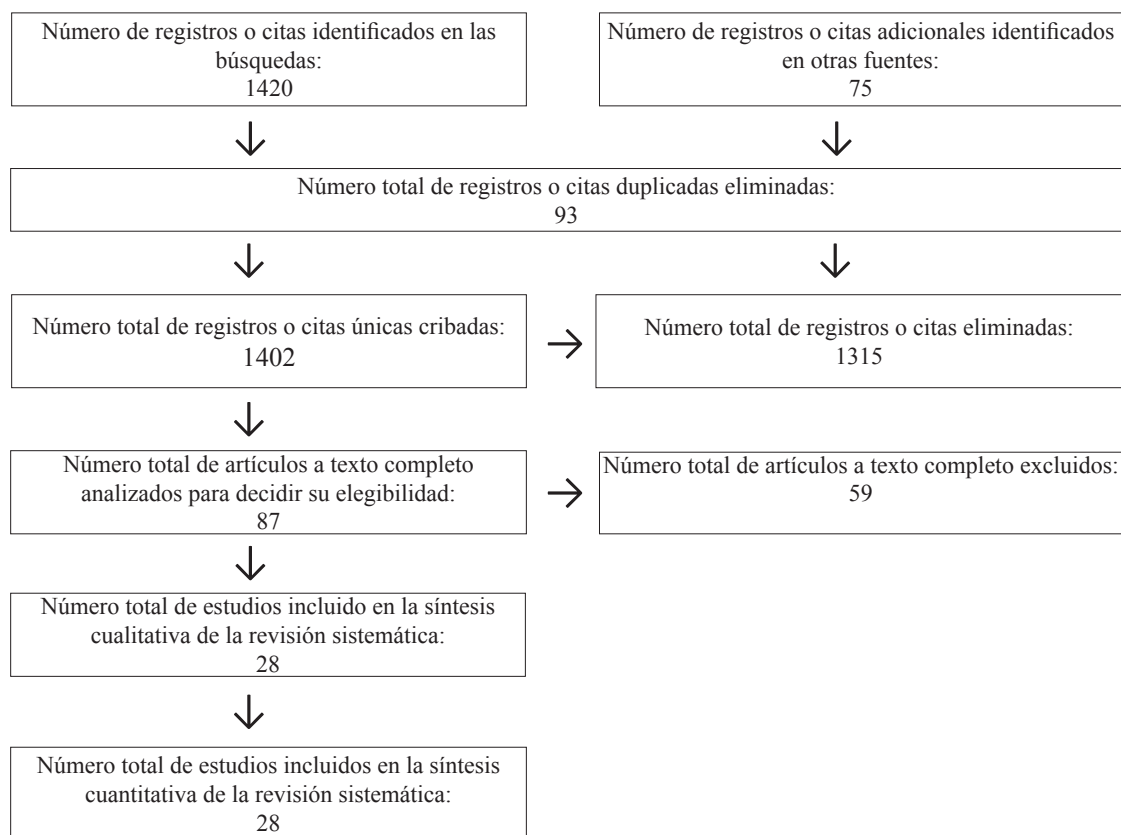 Número de registros o citas identificados en las
búsquedas:
1420
Número de registros o citas adicionales identificados
en otras fuentes:
75
Número total de registros o citas duplicadas eliminadas:
93
Número total de registros o citas únicas cribadas:
1402
Número total de registros o citas eliminadas:
1315
Número total de artículos a texto completo
analizados para decidir su elegibilidad:
87
Número total de artículos a texto completo excluidos:
59
Número total de estudios incluido en la síntesis
cualitativa de la revisión sistemática:
28
Número total de estudios incluidos en la síntesis
cuantitativa de la revisión sistemática:
28